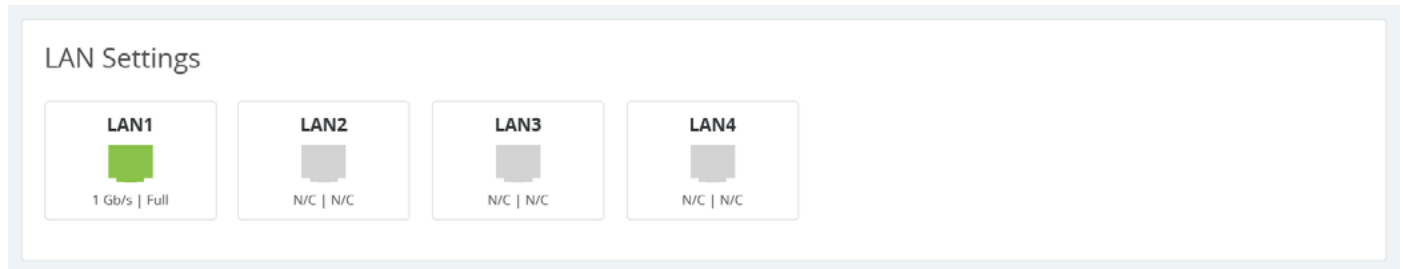 LAN Settings
LAN1 LAN2 LAN3 LAN4
1 Gb/s | Full N/C | N/C N/C | N/C N/C | N/C